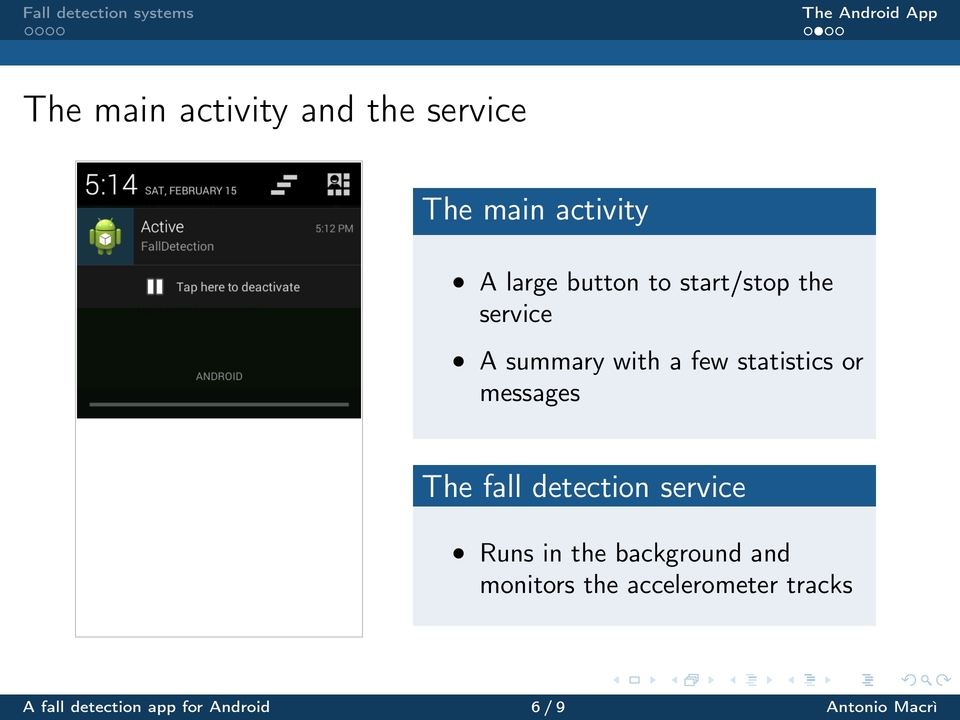 Fall detection systems
The Android App
The main activity and the service
5:14 SAT, FEBRUARY 15
Active
5:12 PM
FallDetection
Tap here to deactivate
ANDROID
The main activity
• A large button to start/stop the
service
• A summary with a few statistics or
messages
The fall detection service
• Runs in the background and
monitors the accelerometer tracks
A fall detection app for Android
6 / 9
Antonio Macrì